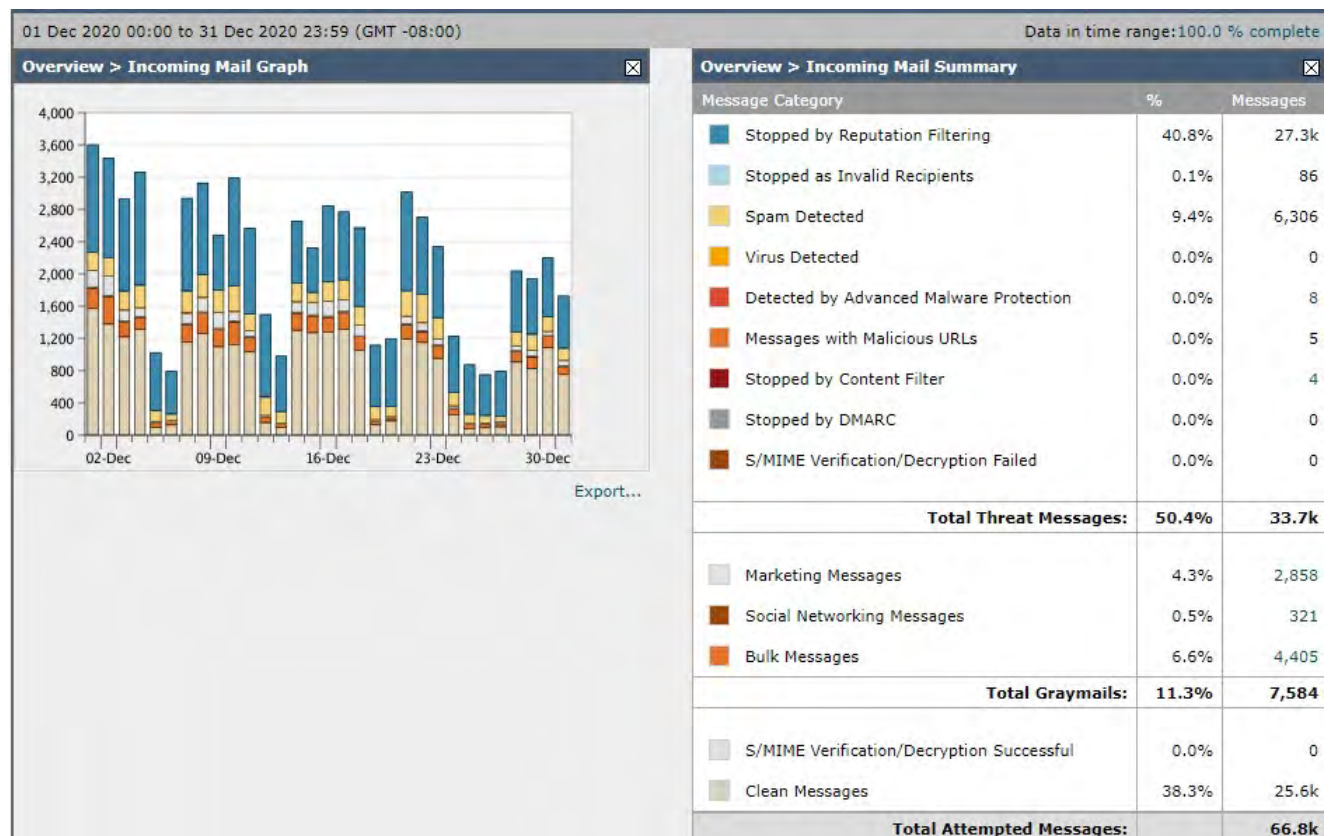 01 Dec 2020 00:00 to 31 Dec 2020 23:59 (GMT -08:00)
Data in time range:100.0 % complete
Overview > Incoming Mail Graph
4,000
3,600
3,200
2,800
2,400
2,000
1,600
1,200
800
400
0
02-Dec 09-Dec 16-Dec 23-Dec 30-Dec
Export...
Overview > Incoming Mail Summary
Message Category % Messages
Stopped by Reputation Filtering 40.8% 27.3k
Stopped as Invalid Recipients 0.1% 86
Spam Detected 9.4% 6,306
Virus Detected 0.0% 0
Detected by Advanced Malware Protection 0.0% 8
Messages with Malicious URLs 0.0% 5
Stopped by Content Filter 0.0% 4
Stopped by DMARC 0.0% 0
S/MIME Verification/Decryption Failed 0.0% 0
Total Threat Messages: 50.4% 33.7k
Marketing Messages 4.3% 2,858
Social Networking Messages 0.5% 321
Bulk Messages 6.6% 4,405
Total Graymails: 11.3% 7,584
S/MIME Verification/Decryption Successful 0.0% 0
Clean Messages 38.3% 25.6k
Total Attempted Messages: 66.8k